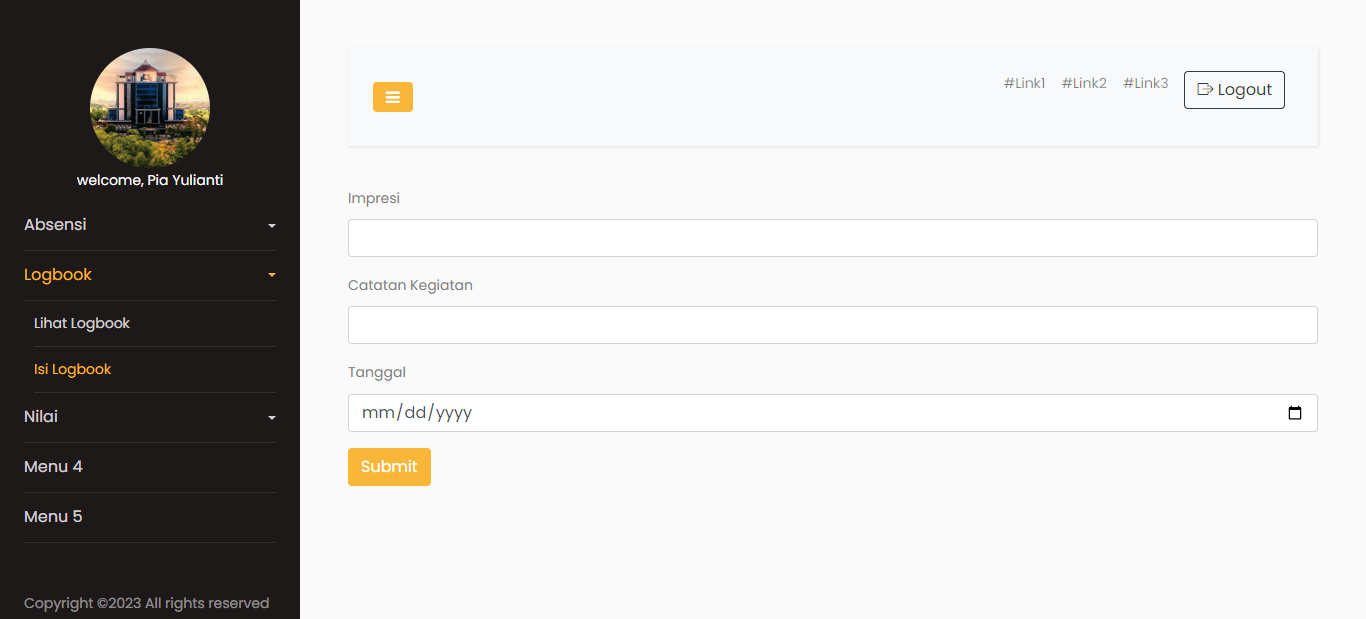 welcome, Pia Yulianti
Absensi
Logbook
Lihat Logbook
Isi Logbook
Nilai
Menu 4
Menu 5
Copyright ©2023 All rights reserved
#Link1 #Link2 #Link3 Logout
Impresi
Catatan Kegiatan
Tanggal
mm/dd/yyyy
Submit